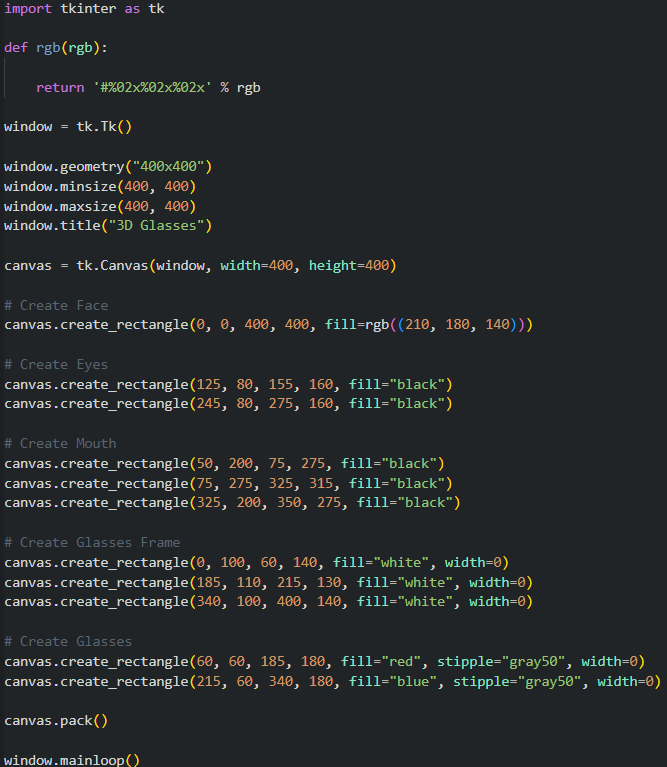 import tkinter as tk
def rgb(rgb):
    return '#%02x%02x%02x' % rgb
window = tk.Tk()
window.geometry("400x400")
window.minsize(400, 400)
window.maxsize(400, 400)
window.title("3D Glasses")
canvas = tk.Canvas(window, width=400, height=400)
# Create Face
canvas.create_rectangle(0, 0, 400, 400, fill=rgb((210, 180, 140)))
# Create Eyes
canvas.create_rectangle(125, 80, 155, 160, fill="black")
canvas.create_rectangle(245, 80, 275, 160, fill="black")
# Create Mouth
canvas.create_rectangle(50, 200, 75, 275, fill="black")
canvas.create_rectangle(75, 275, 325, 315, fill="black")
canvas.create_rectangle(325, 200, 350, 275, fill="black")
# Create Glasses Frame
canvas.create_rectangle(0, 100, 60, 140, fill="white", width=0)
canvas.create_rectangle(185, 110, 215, 130, fill="white", width=0)
canvas.create_rectangle(340, 100, 400, 140, fill="white", width=0)
# Create Glasses
canvas.create_rectangle(60, 60, 185, 180, fill="red", stipple="gray50", width=0)
canvas.create_rectangle(215, 60, 340, 180, fill="blue", stipple="gray50", width=0)
canvas.pack()
window.mainloop()